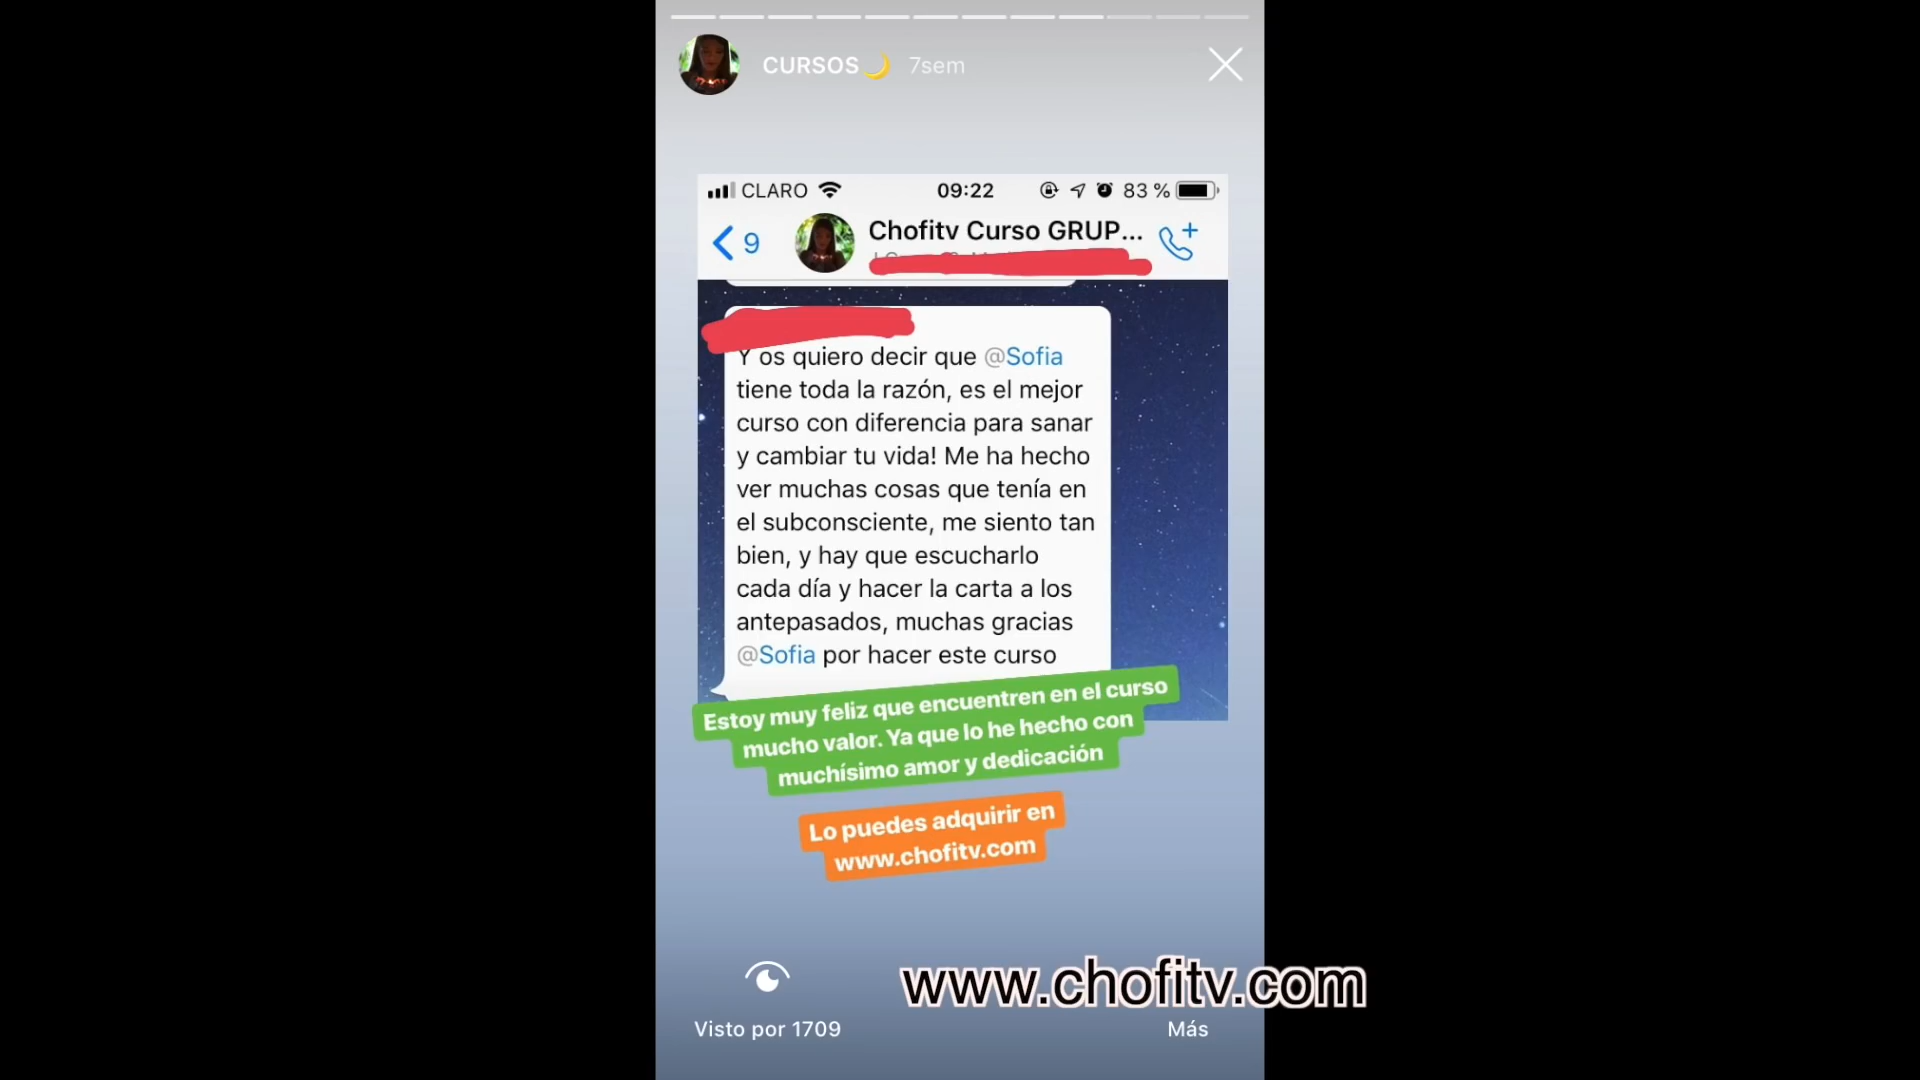 CURSOS🌙 7sem
CLARO 09:22 83 %
9 Chofitv Curso GRUP...
Y os quiero decir que @Sofia
tiene toda la razón, es el mejor
curso con diferencia para sanar
y cambiar tu vida! Me ha hecho
ver muchas cosas que tenía en
el subconsciente, me siento tan
bien, y hay que escucharlo
cada día y hacer la carta a los
antepasados, muchas gracias
@Sofia por hacer este curso
Estoy muy feliz que encuentren en el curso
mucho valor. Ya que lo he hecho con
muchísimo amor y dedicación
Lo puedes adquirir en
www.chofitv.com
www.chofitv.com
Visto por 1709 Más